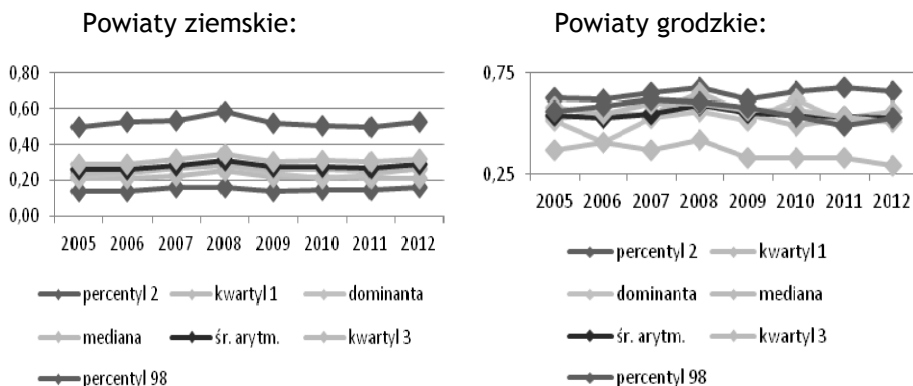 Powiaty ziemskie:
0,80
0,60
0,40
0,20
0,00
2005 2006 2007 2008 2009 2010 2011 2012
percentyl 2 kwartyl 1 dominanta
mediana śr. arytm. kwartyl 3
percentyl 98
Powiaty grodzkie:
0,75
0,25
2005 2006 2007 2008 2009 2010 2011 2012
percentyl 2 kwartyl 1
dominanta mediana
śr. arytm. kwartyl 3
percentyl 98